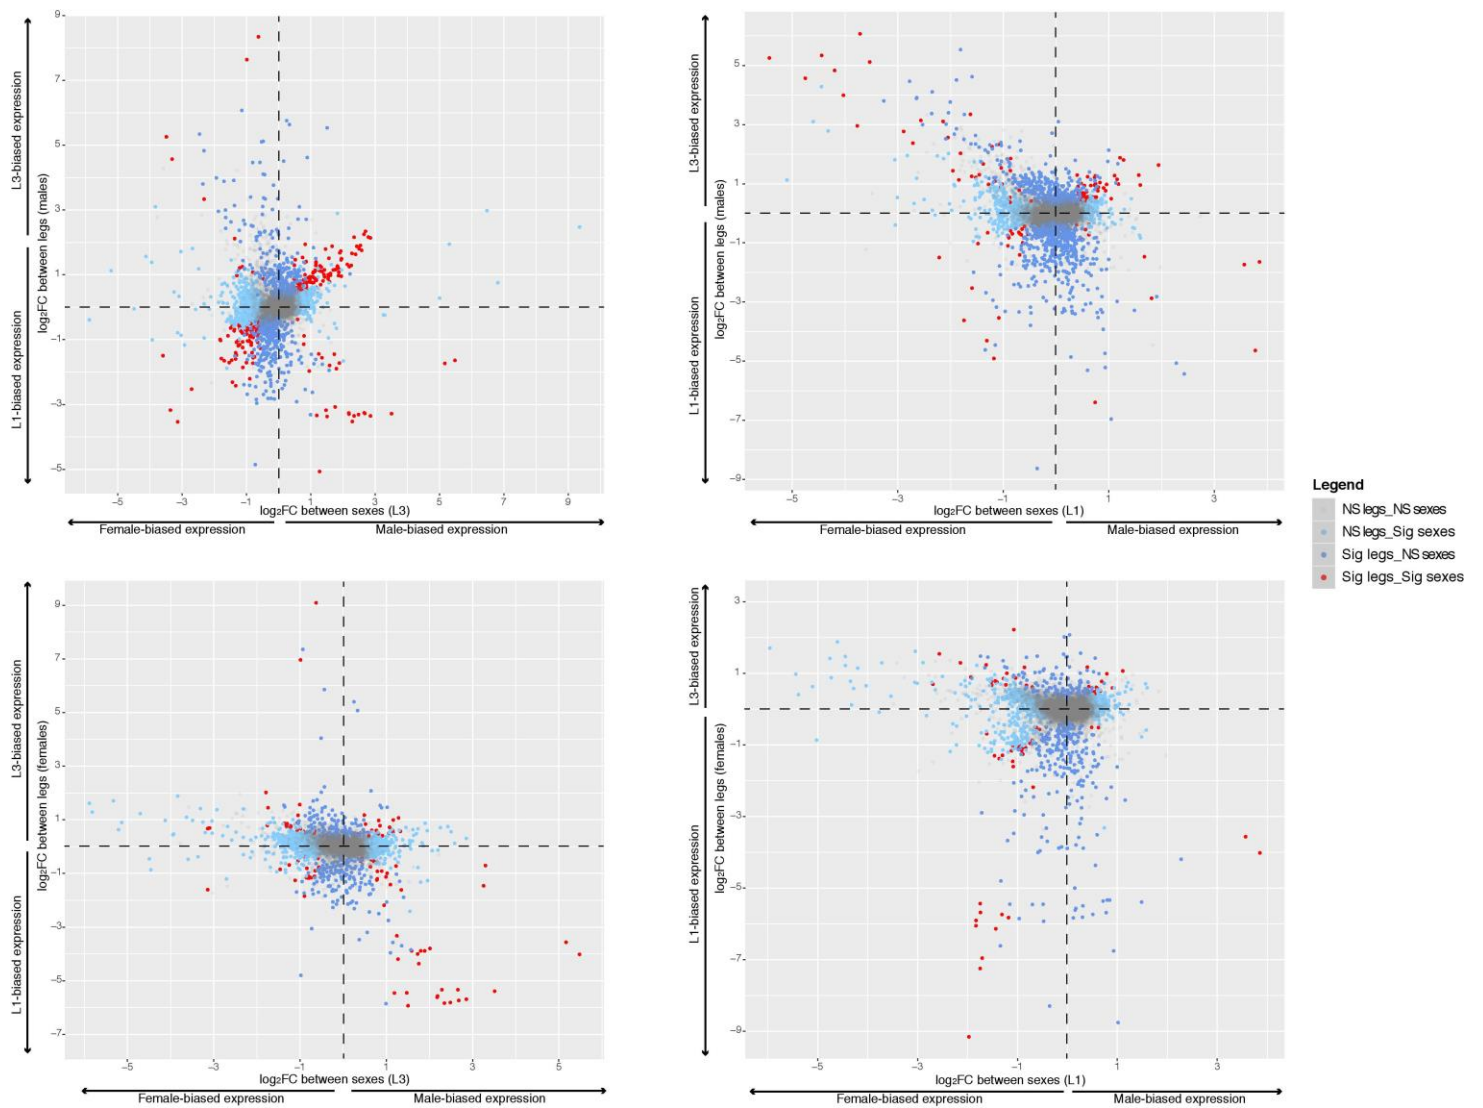 9
7
5
3
1
−1
−3
−5
L3-biased expression
L1-biased expression
log₂FC between legs (males)
−5
−3
−1
1
3
5
7
9
log₂FC between sexes (L3)
Female-biased expression
Male-biased expression
5
3
1
−1
−3
−5
−7
−9
L3-biased expression
L1-biased expression
log₂FC between legs (males)
−5
−3
−1
1
3
log₂FC between sexes (L1)
Female-biased expression
Male-biased expression
Legend
NS legs_NS sexes
NS legs_Sig sexes
Sig legs_NS sexes
Sig legs_Sig sexes
9
7
5
3
1
−1
−3
−5
−7
L3-biased expression
L1-biased expression
log₂FC between legs (females)
−5
−3
−1
1
3
5
log₂FC between sexes (L3)
Female-biased expression
Male-biased expression
3
1
−1
−3
−5
−7
−9
L3-biased expression
L1-biased expression
log₂FC between legs (females)
−5
−3
−1
1
3
log₂FC between sexes (L1)
Female-biased expression
Male-biased expression